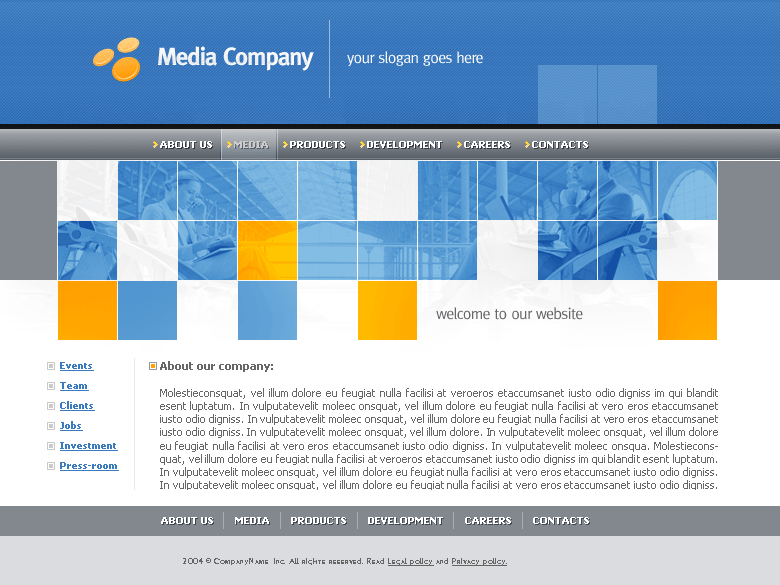 Media Company
your slogan goes here
ABOUT US MEDIA PRODUCTS DEVELOPMENT CAREERS CONTACTS
welcome to our website
Events
Team
Clients
Jobs
Investment
Press-room
About our company:
Molestieconsquat, vel illum dolore eu feugiat nulla facilisi at veroeros etaccumsanet iusto odio digniss im qui blandit
esent luptatum. In vulputatevelit moleec onsquat, vel illum dolore eu feugiat nulla facilisi at vero eros etaccumsanet
iusto odio digniss. In vulputatevelit moleec onsquat, vel illum dolore eu feugiat nulla facilisi at vero eros etaccumsanet
iusto odio digniss. In vulputatevelit moleec onsquat, vel illum dolore. In vulputatevelit moleec onsquat, vel illum dolore
eu feugiat nulla facilisi at vero eros etaccumsanet iusto odio digniss. In vulputatevelit moleec onsqua. Molestiecons-
quat, vel illum dolore eu feugiat nulla facilisi at veroeros etaccumsanet iusto odio digniss im qui blandit esent luptatum.
In vulputatevelit moleec onsquat, vel illum dolore eu feugiat nulla facilisi at vero eros etaccumsanet iusto odio digniss.
In vulputatevelit moleec onsquat, vel illum dolore eu feugiat nulla facilisi at vero eros etaccumsanet iusto odio digniss.
ABOUT US MEDIA PRODUCTS DEVELOPMENT CAREERS CONTACTS
2004 © CompanyName Inc. All rights reserved. Read Legal policy and Privacy policy.